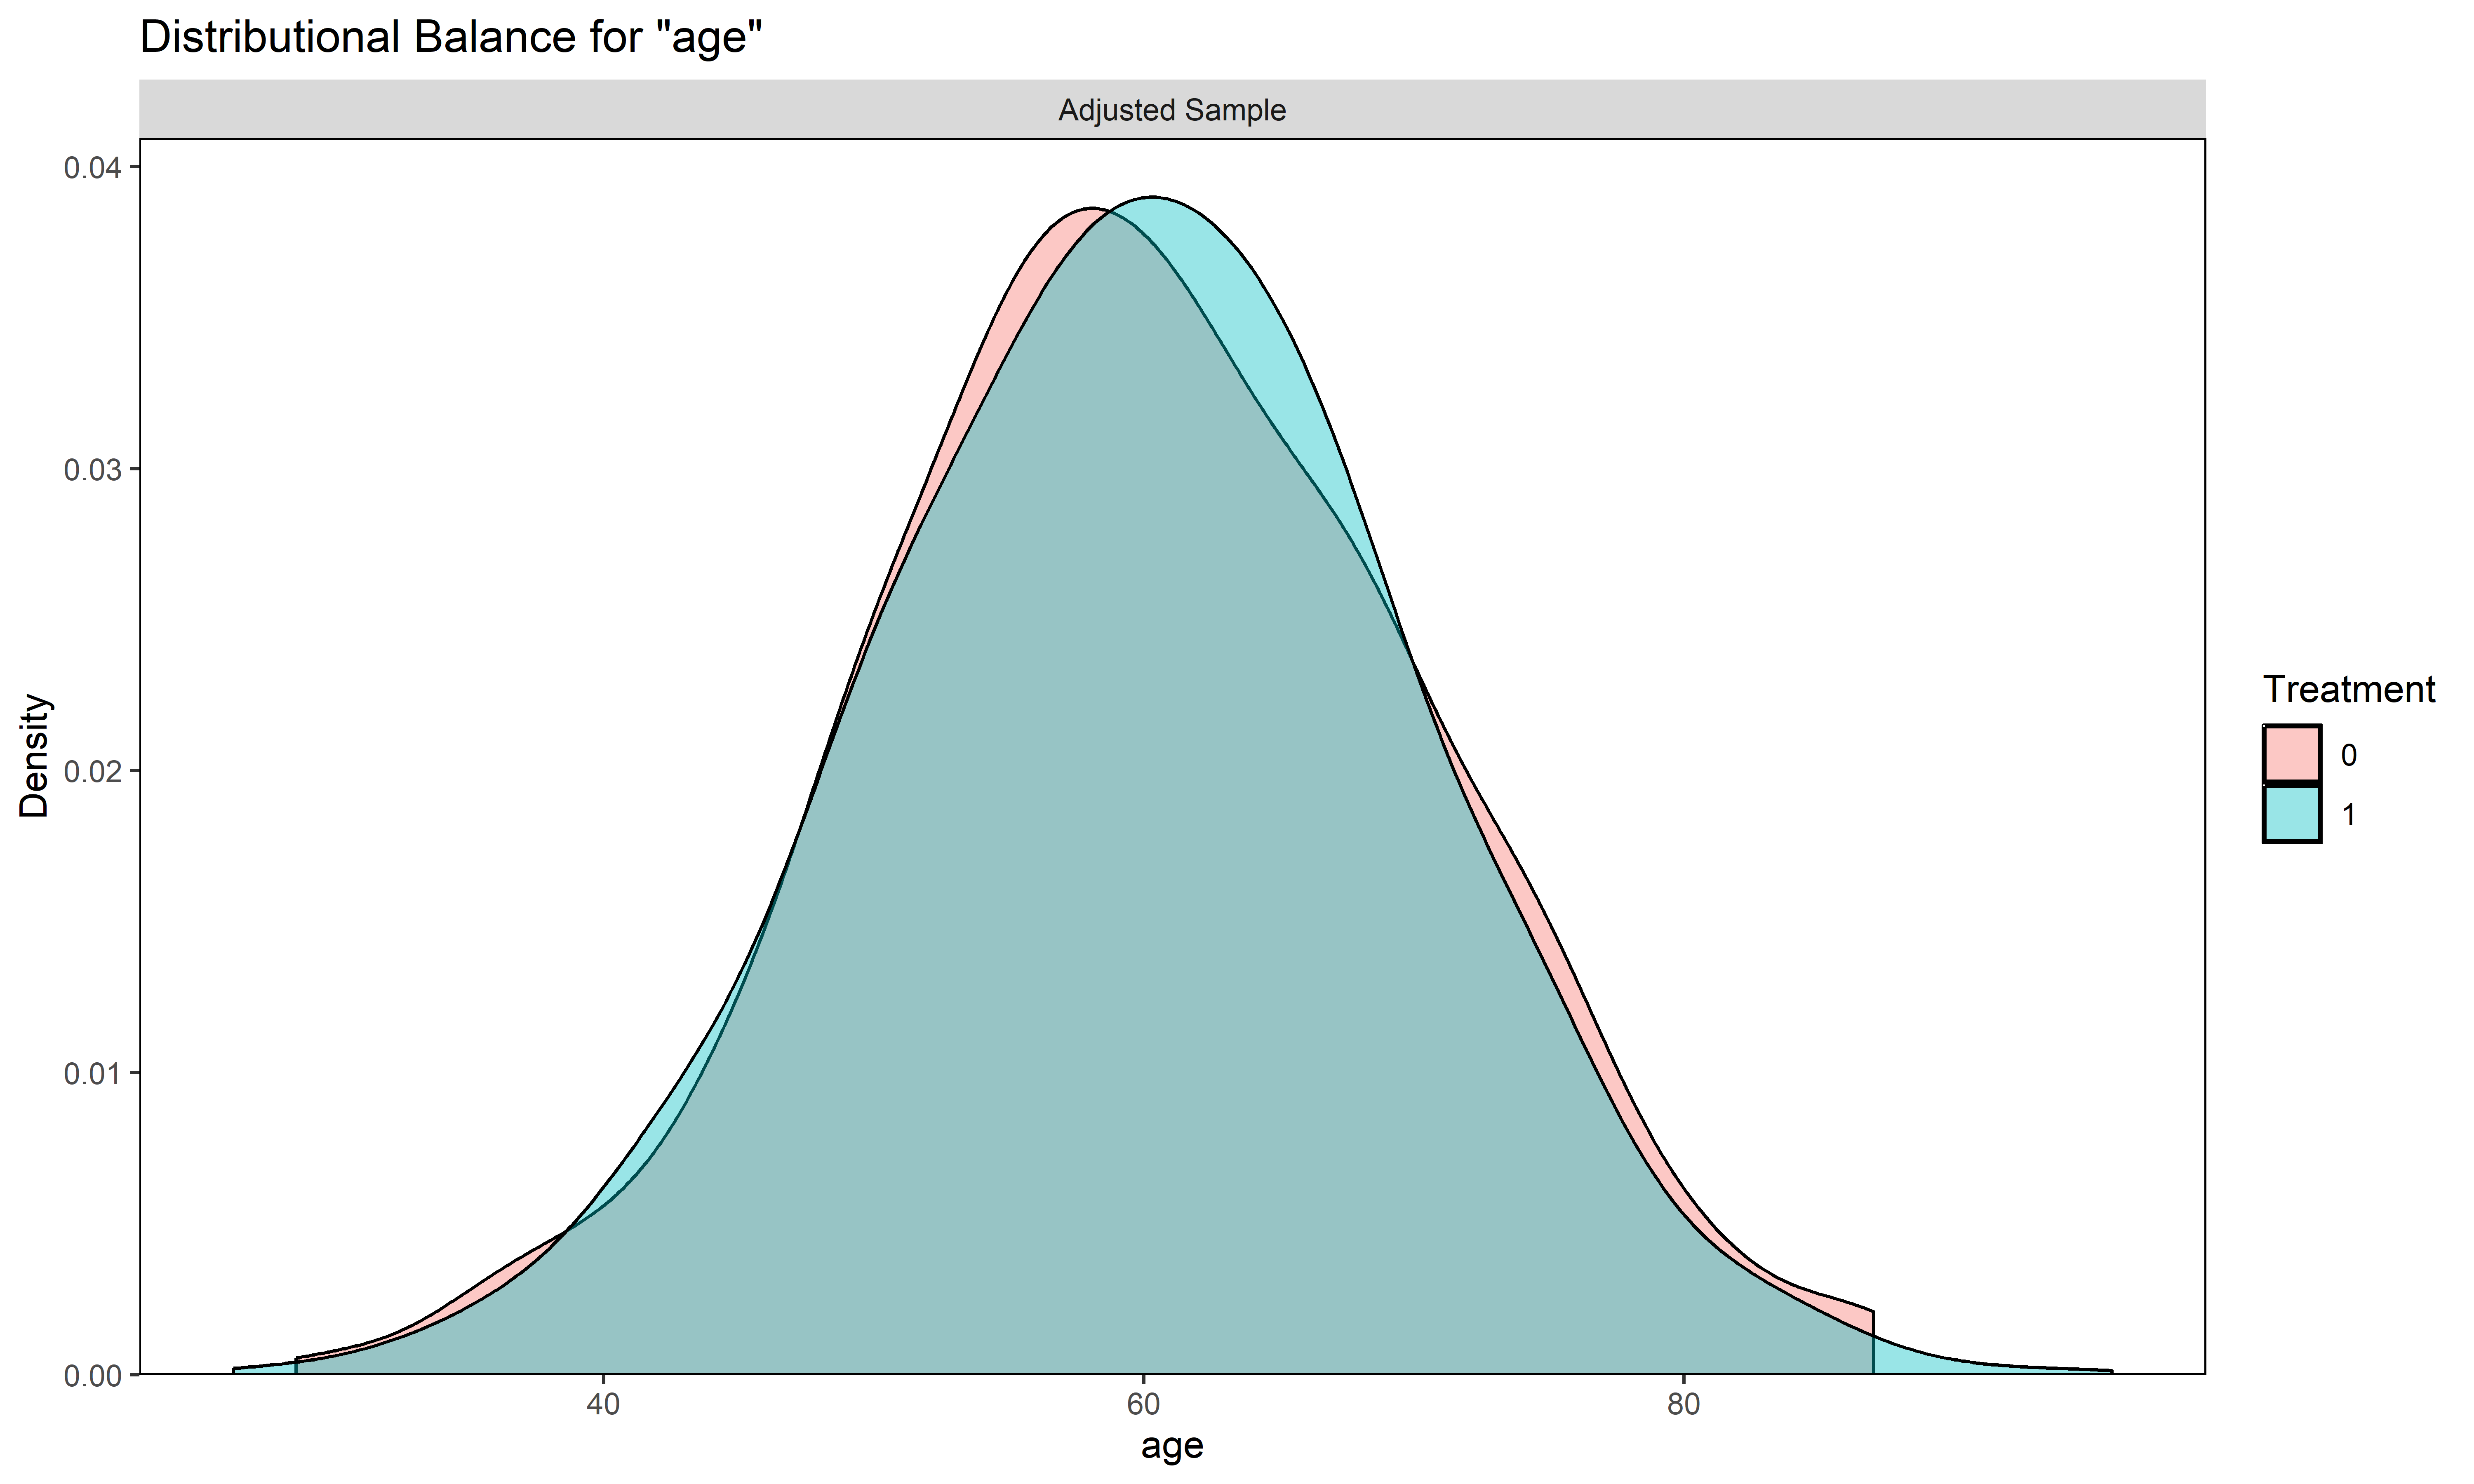 Distributional Balance for "age"
Adjusted Sample
0.04
0.03
0.02
0.01
0.00
Density
40
60
80
age
Treatment
0
1